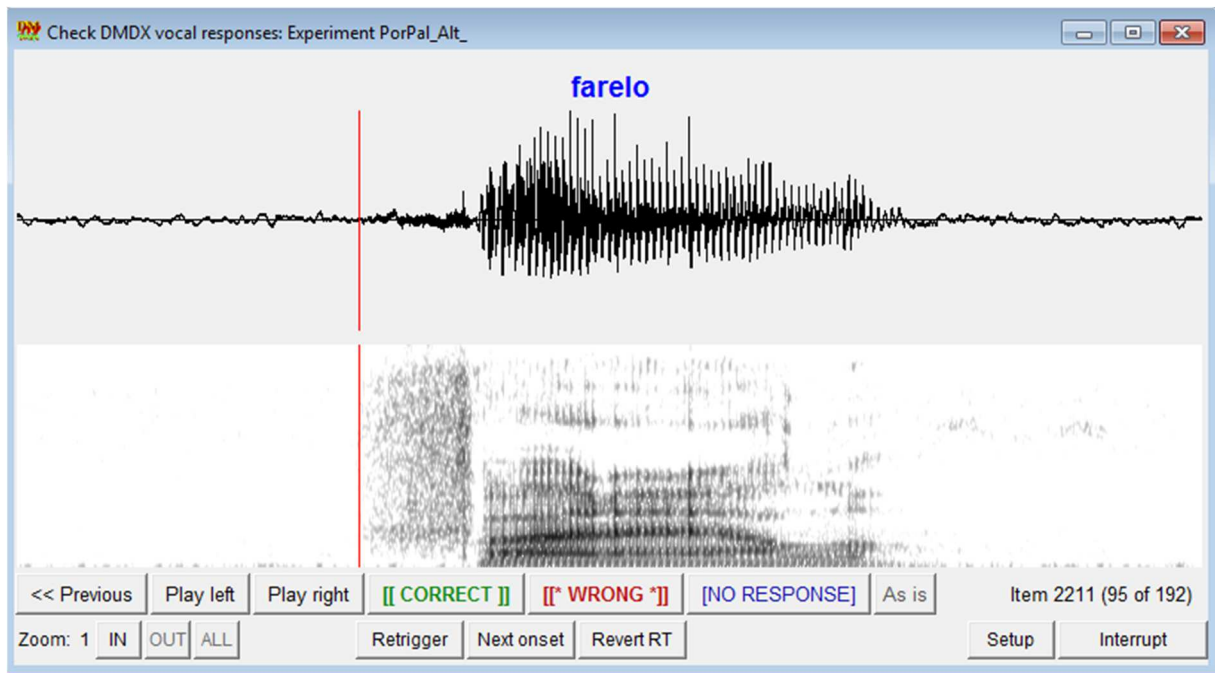 Check DMDX vocal responses: Experiment PorPal_Alt_
farelo
<< Previous Play left Play right [[ CORRECT ]] [[* WRONG *]] [NO RESPONSE] As is Item 2211 (95 of 192)
Zoom: 1 IN OUT ALL Retrigger Next onset Revert RT Setup Interrupt